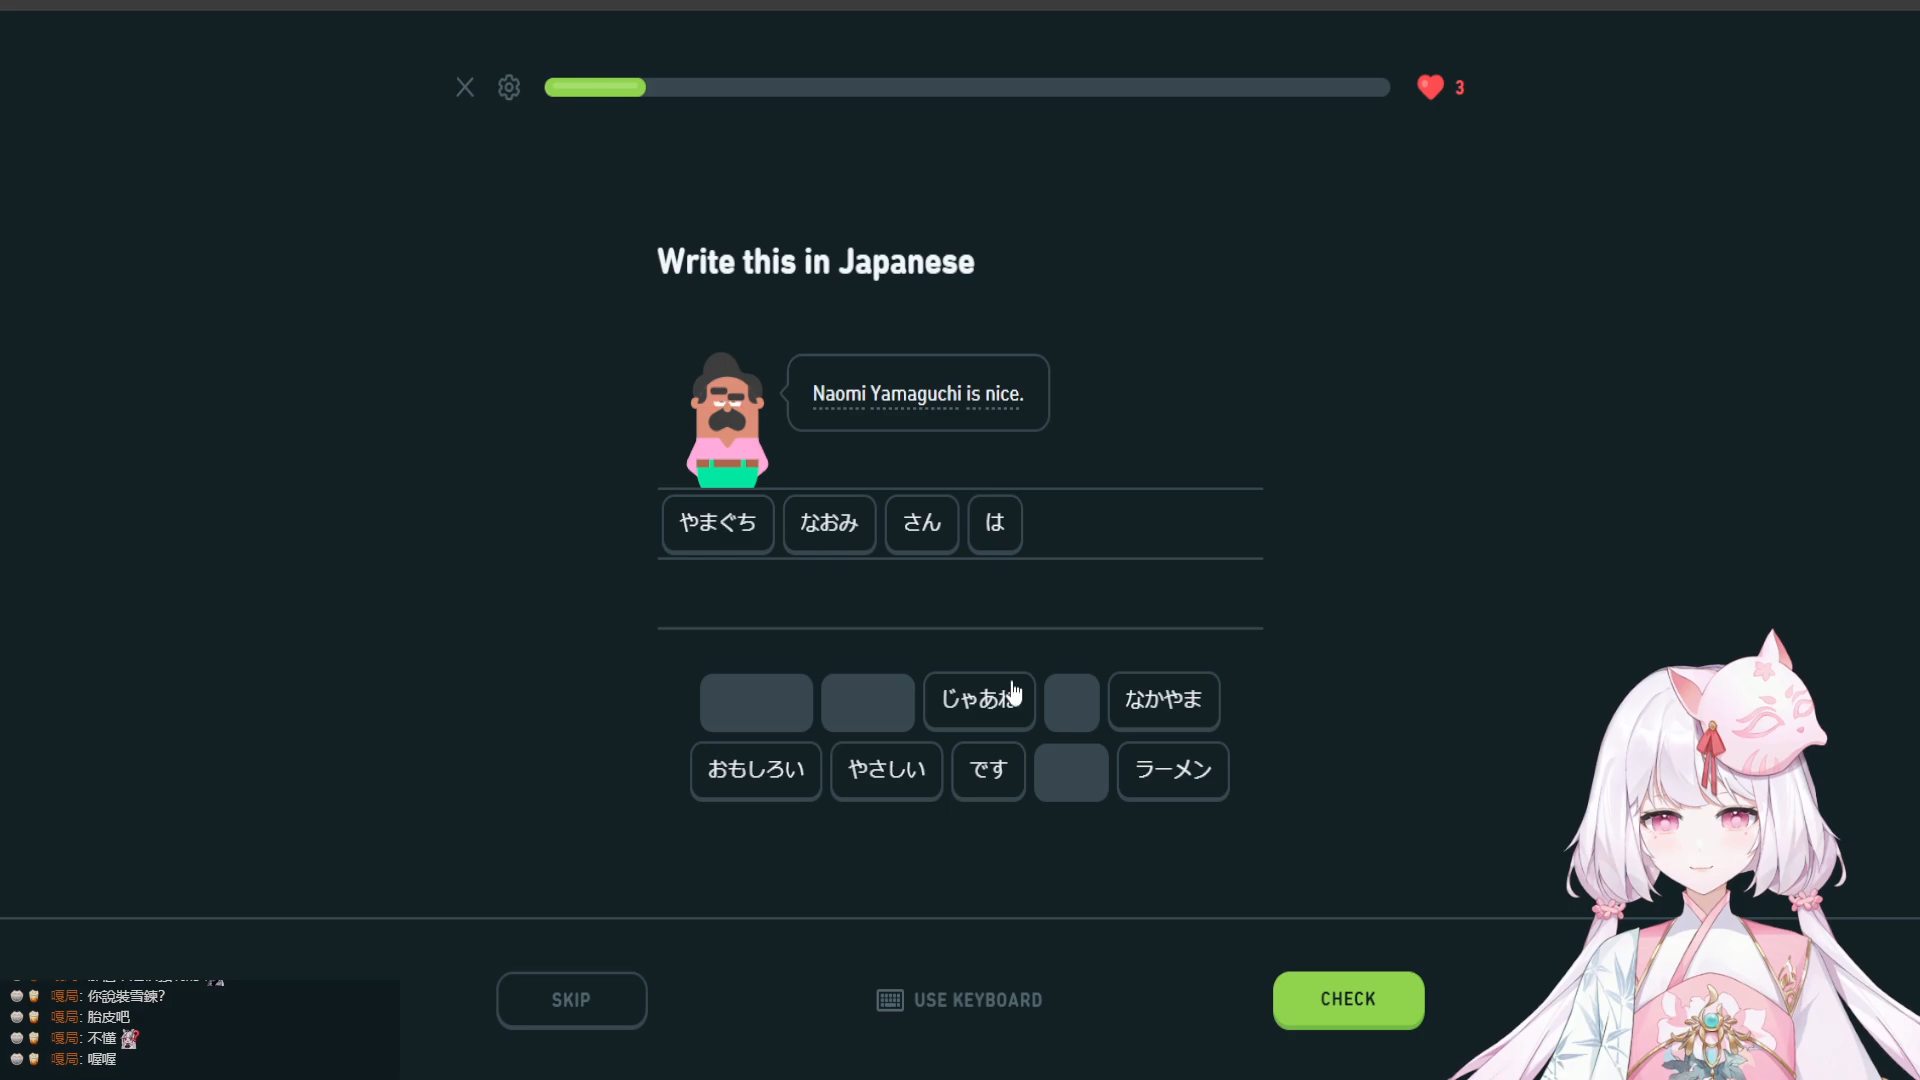 3
Write this in Japanese
Naomi Yamaguchi is nice.
やまぐち なおみ さん は
じゃあね なかやま
おもしろい やさしい です ラーメン
SKIP USE KEYBOARD CHECK
嘎局: 你說裝雪鍊?
嘎局: 胎皮吧
嘎局: 不懂
嘎局: 喔喔